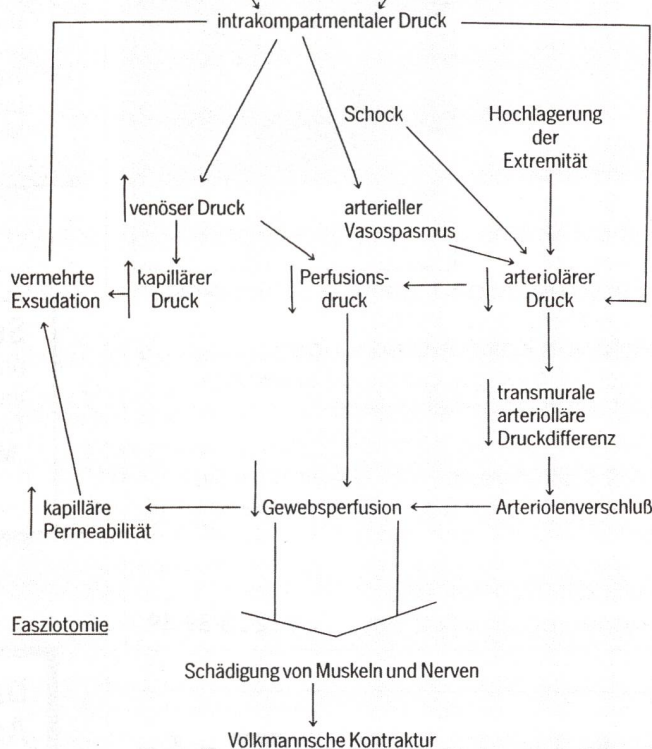 intrakompartmentaler Druck
Schock
Hochlagerung
der
Extremität
venöser Druck
arterieller
Vasospasmus
vermehrte
Exsudation
kapillärer
Druck
Perfusions-
druck
arteriolärer
Druck
transmurale
arteriolläre
Druckdifferenz
kapilläre
Permeabilität
Gewebsperfusion
Arteriolenverschluß
Fasziotomie
Schädigung von Muskeln und Nerven
Volkmannsche Kontraktur